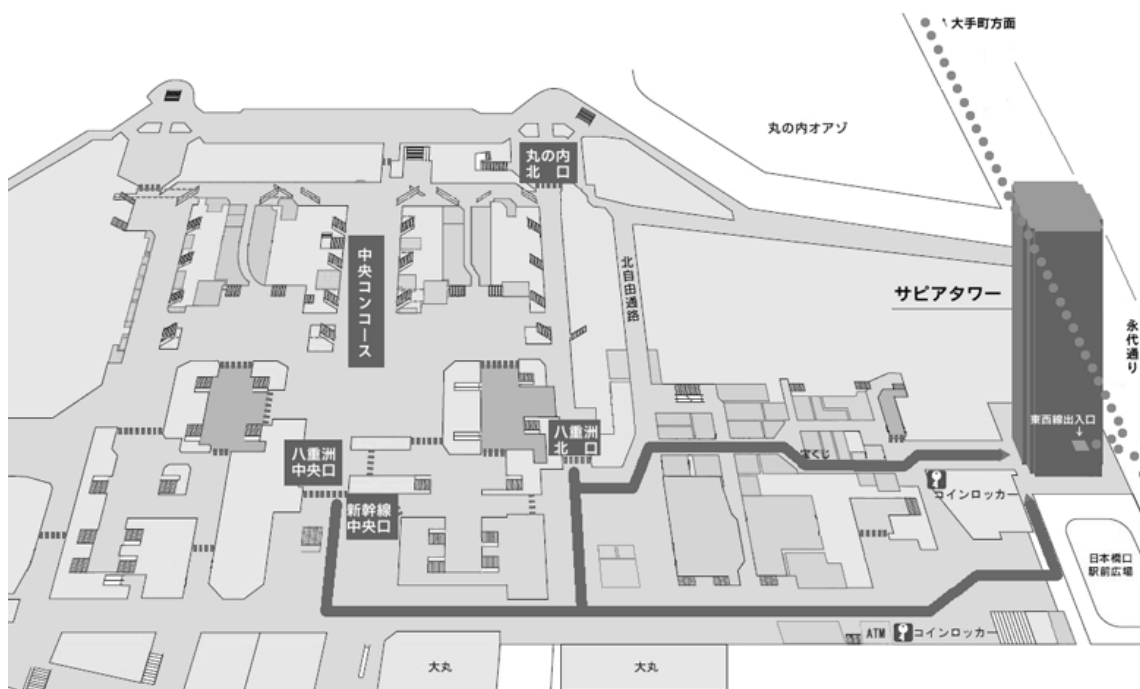 大手町方面
丸の内オアゾ
丸の内
北 口
北自由通路
中央コンコース
サピアタワー
永代通り
東西線出入口
↓
八重洲
北 口
八重洲
中央口
宝くじ
コインロッカー
新幹線
中央口
日本橋口
駅前広場
ATM
コインロッカー
大丸
大丸